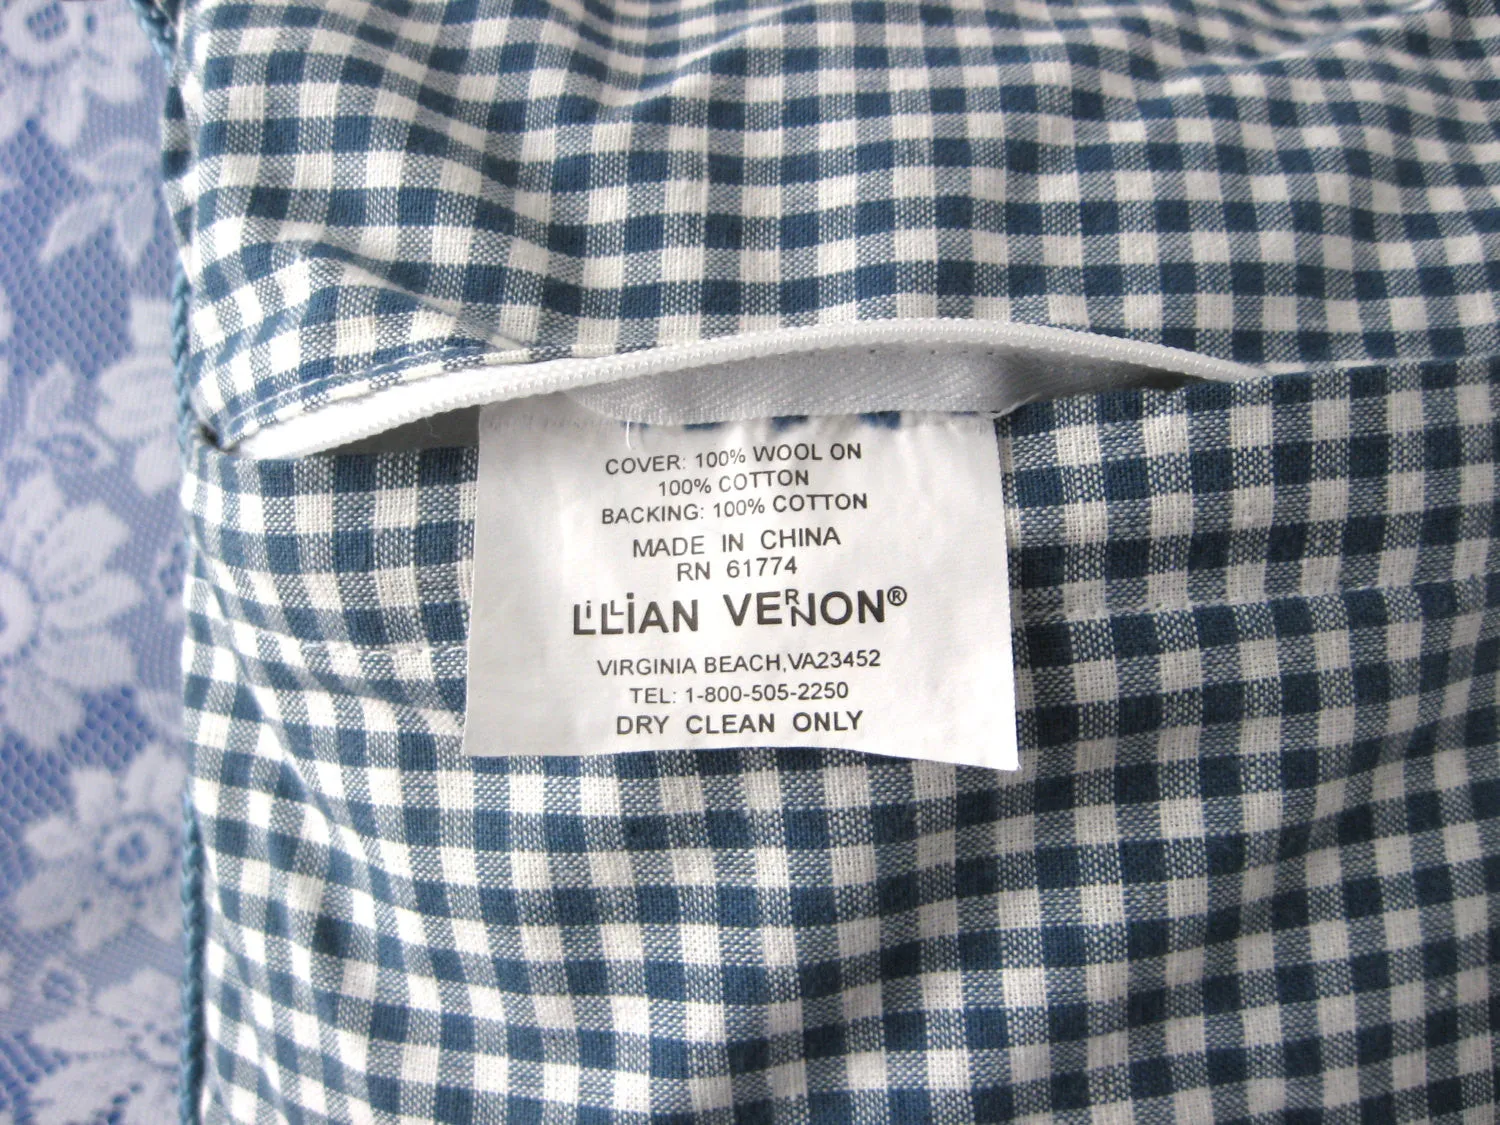 COVER: 100% WOOL ON
100% COTTON
BACKING: 100% COTTON
MADE IN CHINA
RN 61774
LILLIAN VERNON®
VIRGINIA BEACH,VA23452
TEL: 1-800-505-2250
DRY CLEAN ONLY